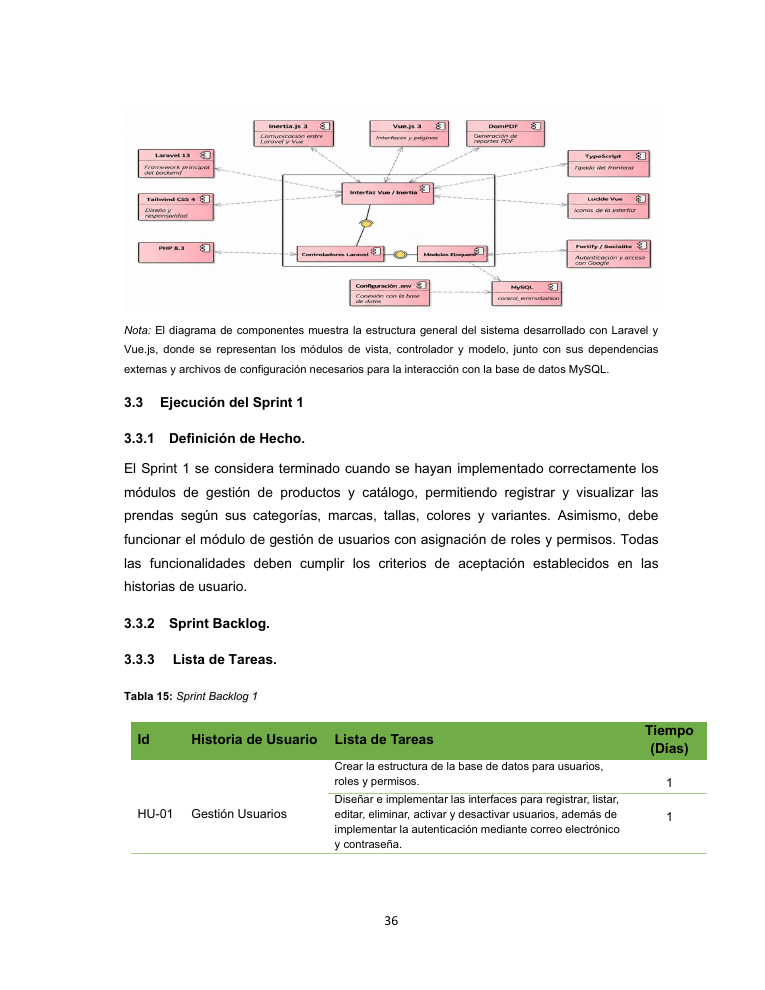 Inertia.js 3
Comunicación entre
Laravel y Vue
Vue.js 3
Interfaces y páginas
DomPDF
Generación de
reportes PDF
Laravel 13
Framework principal
del backend
TypeScript
Tipado del frontend
Interfaz Vue / Inertia
Tailwind CSS 4
Diseño y
responsividad
Lucide Vue
Iconos de la interfaz
PHP 8.3
Controladores Laravel
Modelos Eloquent
Fortify / Socialite
Autenticación y acceso
con Google
Configuración .env
Conexión con la base
de datos
MySQL
control_emmafashion
Nota: El diagrama de componentes muestra la estructura general del sistema desarrollado con Laravel y
Vue.js, donde se representan los módulos de vista, controlador y modelo, junto con sus dependencias
externas y archivos de configuración necesarios para la interacción con la base de datos MySQL.
3.3 Ejecución del Sprint 1
3.3.1 Definición de Hecho.
El Sprint 1 se considera terminado cuando se hayan implementado correctamente los
módulos de gestión de productos y catálogo, permitiendo registrar y visualizar las
prendas según sus categorías, marcas, tallas, colores y variantes. Asimismo, debe
funcionar el módulo de gestión de usuarios con asignación de roles y permisos. Todas
las funcionalidades deben cumplir los criterios de aceptación establecidos en las
historias de usuario.
3.3.2 Sprint Backlog.
3.3.3 Lista de Tareas.
Tabla 15: Sprint Backlog 1
Id Historia de Usuario Lista de Tareas Tiempo
(Días)
Crear la estructura de la base de datos para usuarios,
roles y permisos. 1
HU-01 Gestión Usuarios
Diseñar e implementar las interfaces para registrar, listar,
editar, eliminar, activar y desactivar usuarios, además de 1
implementar la autenticación mediante correo electrónico
y contraseña.
36